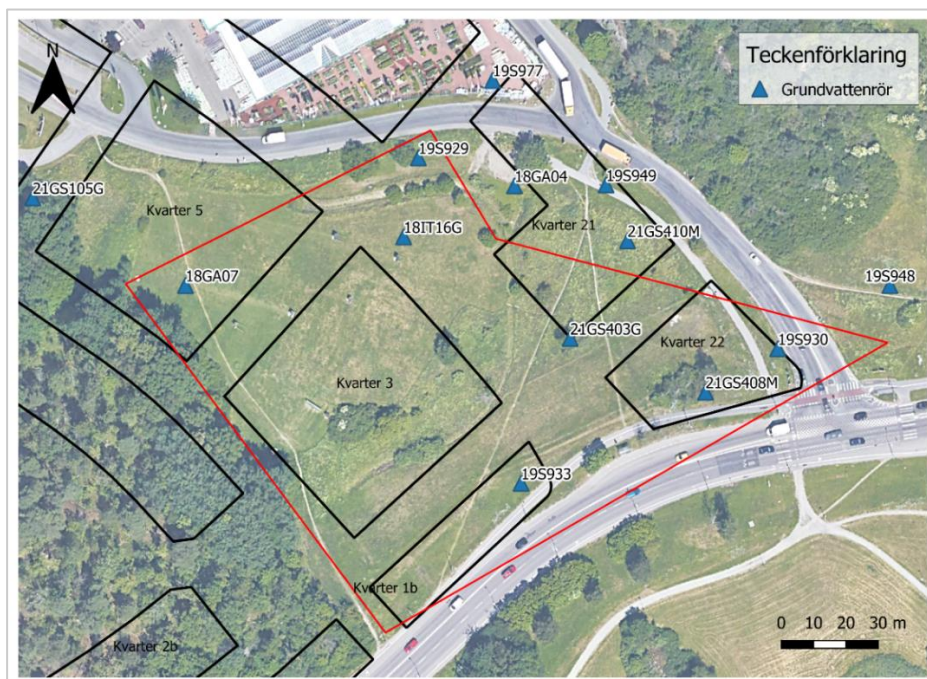 Teckenförklaring
Grundvattenrör
N
19S977
19S929
18GA04
19S949
21GS105G
Kvarter 5
18IT16G
Kvarter 21
21GS410M
18GA07
19S948
21GS403G
Kvarter 22
19S930
Kvarter 3
21GS408M
19S933
Kvarter 1b
Kvarter 2b
0 10 20 30 m